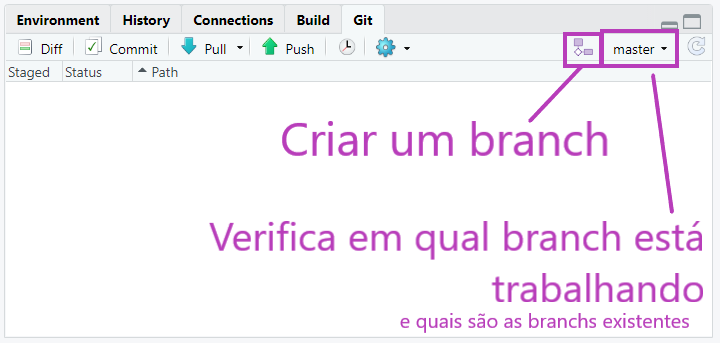 Environment History Connections Build Git
Diff Commit Pull Push master
Staged Status Path
Criar um branch
Verifica em qual branch está
trabalhando
e quais são as branchs existentes